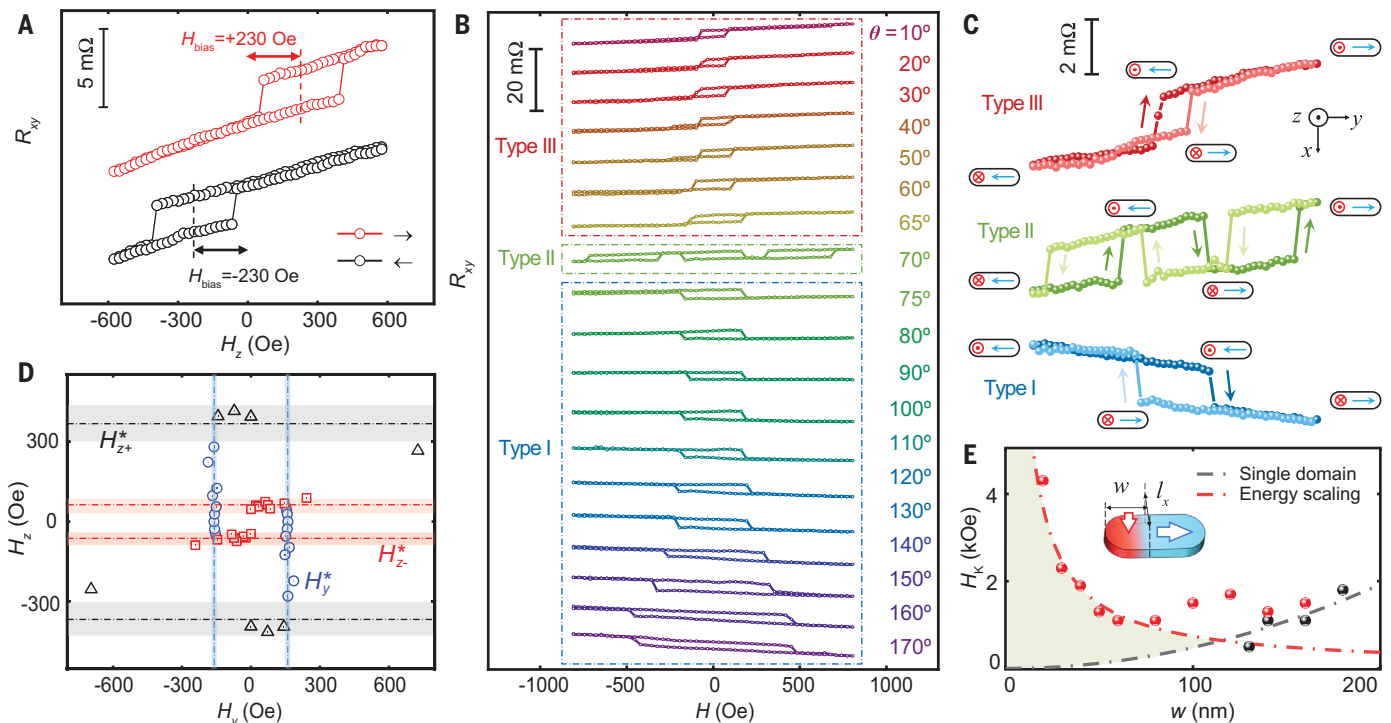 A
H_bias=+230 Oe
5 mΩ
R_xy
→
←
H_bias=-230 Oe
-600 -300 0 300 600
H_z (Oe)
B
20 mΩ
R_xy
Type III
Type II
Type I
θ =10º
20º
30º
40º
50º
60º
65º
70º
75º
80º
90º
100º
110º
120º
130º
140º
150º
160º
170º
-1000 -500 0 500 1000
H (Oe)
C
2 mΩ
Type III
z y
x
Type II
Type I
D
H_z (Oe)
300
0
-300
H*_z+
H*_z-
H*_y
-600 -300 0 300 600
H_y (Oe)
E
Single domain
Energy scaling
w l_x
H_K (kOe)
4
2
0
0 100 200
w (nm)